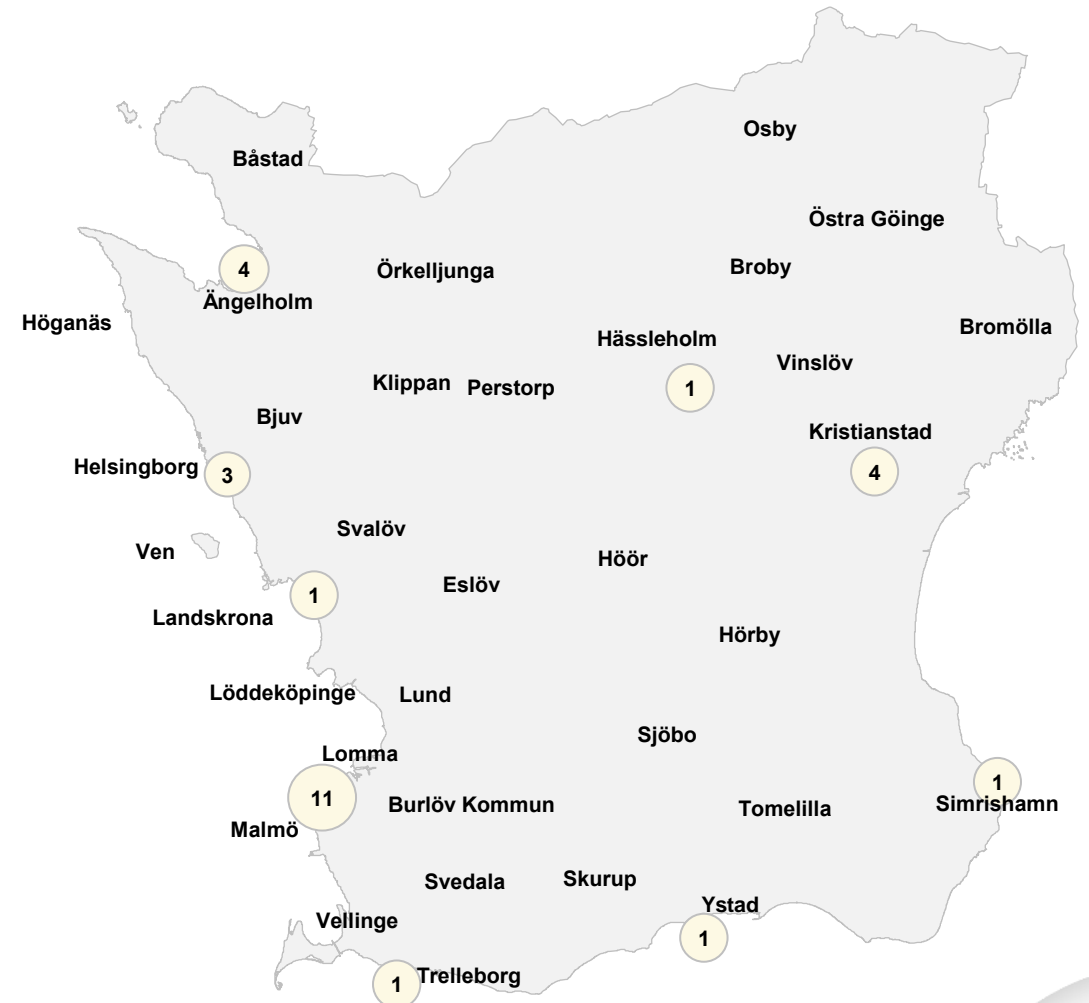 Osby
Båstad
Östra Göinge
4
Örkelljunga
Broby
Ängelholm
Höganäs
Bromölla
Hässleholm
Vinslöv
Klippan
Perstorp
1
Bjuv
Kristianstad
Helsingborg
3
4
Svalöv
Ven
Höör
Eslöv
1
Landskrona
Hörby
Löddeköpinge
Lund
Sjöbo
Lomma
1
11
Burlöv Kommun
Simrishamn
Tomelilla
Malmö
Svedala
Skurup
Ystad
Vellinge
1
Trelleborg
1